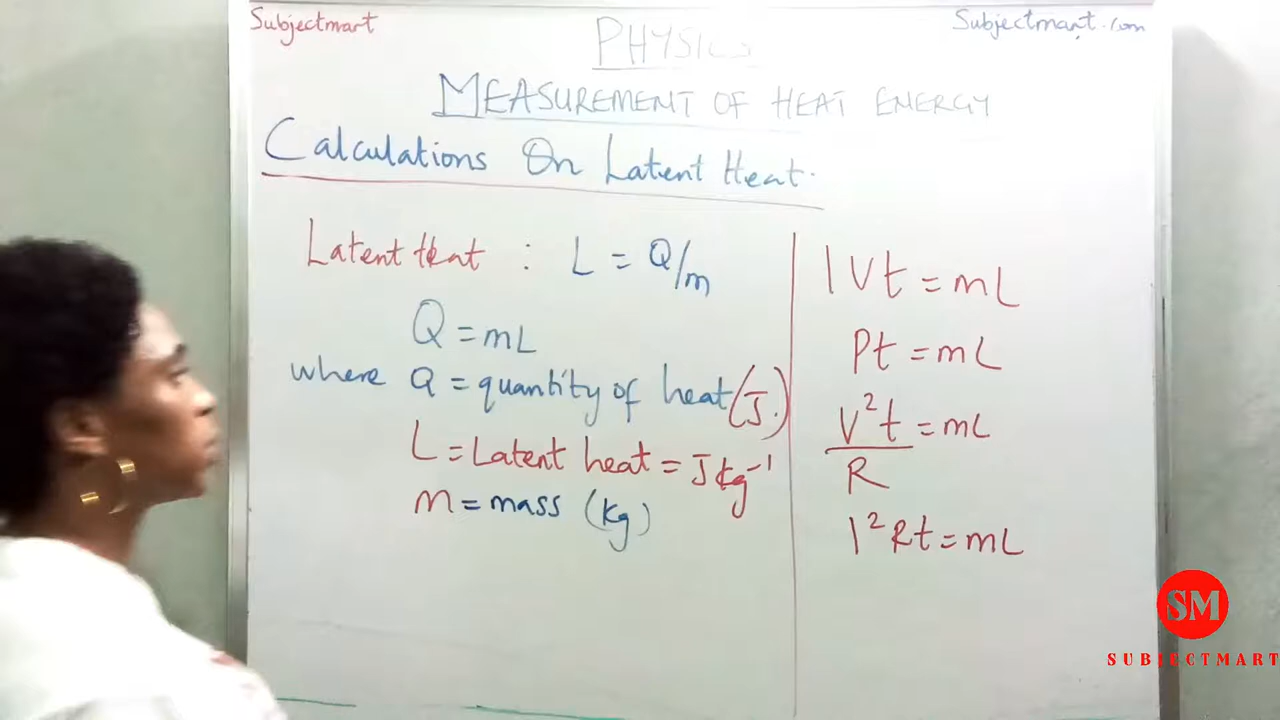 Subjectmart
Subjectmart.com
PHYSICS
MEASUREMENT OF HEAT ENERGY
Calculations On Latent Heat.
Latent Heat : L = Q/m
Q = mL
where Q = quantity of heat (J.)
L = Latent heat = Jkg⁻¹
m = mass (kg)
IVt = mL
Pt = mL
V²t = mL
R
I²Rt = mL
SM
SUBJECTMART